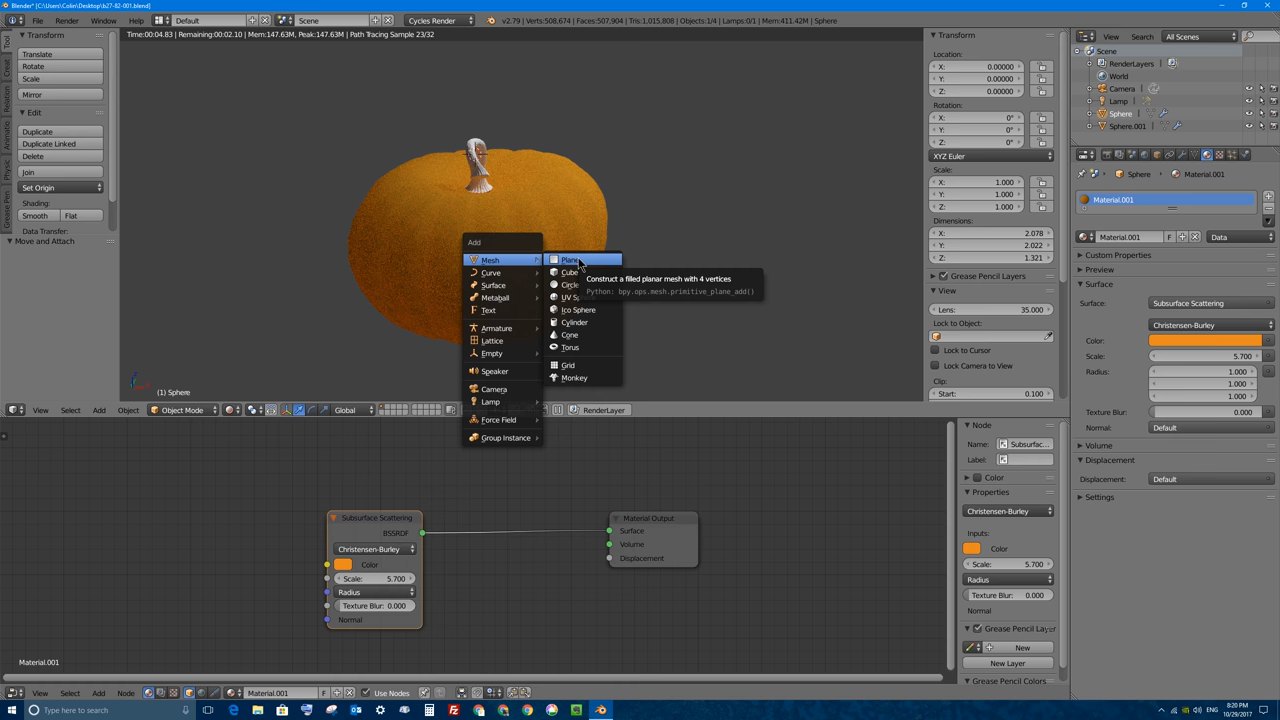 Blender* [C:\Users\Colin\Desktop\b27-82-001.blend]
File Render Window Help Default Scene Cycles Render v2.79 | Verts:508,674 | Faces:507,904 | Tris:1,015,808 | Objects:1/4 | Lamps:0/1 | Mem:411.42M | Sphere
Time:00:04.83 | Remaining:00:02.10 | Mem:147.63M, Peak:147.63M | Path Tracing Sample 23/32
Tool
Creat
Relation
Animatio
Physic
Grease Pen
Transform
Translate
Rotate
Scale
Mirror
Edit
Duplicate
Duplicate Linked
Delete
Join
Set Origin
Shading:
Smooth Flat
Data Transfer:
Move and Attach
Add
Mesh
Curve
Surface
Metaball
Text
Armature
Lattice
Empty
Speaker
Camera
Lamp
Force Field
Group Instance
Plane
Cube
Circle
UV Sp
Ico Sphere
Cylinder
Cone
Torus
Grid
Monkey
Construct a filled planar mesh with 4 vertices
Python: bpy.ops.mesh.primitive_plane_add()
(1) Sphere
View Select Add Object Object Mode Global RenderLayer
Transform
Location:
X: 0.00000
Y: 0.00000
Z: 0.00000
Rotation:
X: 0°
Y: 0°
Z: 0°
XYZ Euler
Scale:
X: 1.000
Y: 1.000
Z: 1.000
Dimensions:
X: 2.078
Y: 2.022
Z: 1.321
Grease Pencil Layers
View
Lens: 35.000
Lock to Object:
Lock to Cursor
Lock Camera to View
Clip:
Start: 0.100
View Search All Scenes
Scene
RenderLayers
World
Camera
Lamp
Sphere
Sphere.001
Sphere Material.001
Material.001
Material.001 F Data
Custom Properties
Preview
Surface
Surface: Subsurface Scattering
Christensen-Burley
Color:
Scale: 5.700
Radius: 1.000
1.000
1.000
Texture Blur: 0.000
Normal: Default
Volume
Displacement
Displacement: Default
Settings
Subsurface Scattering
BSSRDF
Christensen-Burley
Color
Scale: 5.700
Radius
Texture Blur: 0.000
Normal
Material Output
Surface
Volume
Displacement
Material.001
Node
Name: Subsurfac...
Label:
Color
Properties
Christensen-Burley
Inputs:
Color
Scale: 5.700
Radius
Texture Blur: 0.000
Normal
Grease Pencil Layer
New
New Layer
Grease Pencil Colors
View Select Add Node Material.001 F Use Nodes
Type here to search
ENG
8:20 PM
10/29/2017